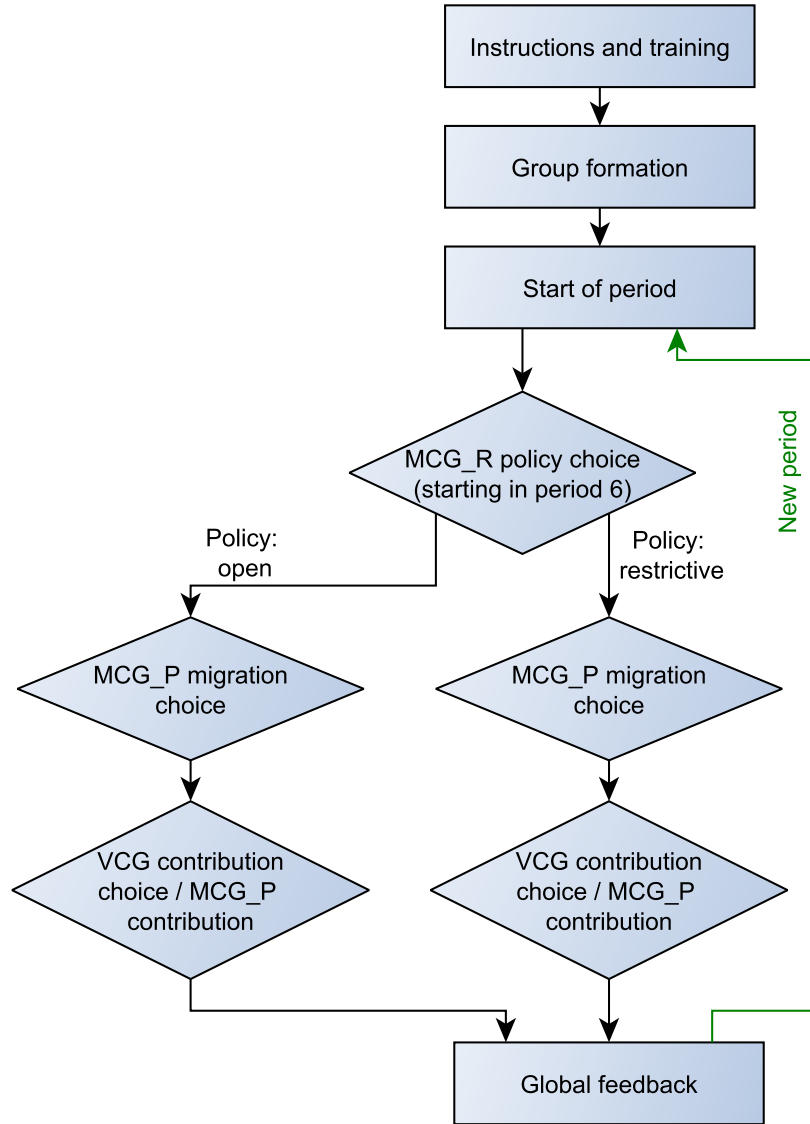 Instructions and training
Group formation
Start of period
New period
MCG_R policy choice
(starting in period 6)
Policy:
open
Policy:
restrictive
MCG_P migration
choice
MCG_P migration
choice
VCG contribution
choice / MCG_P
contribution
VCG contribution
choice / MCG_P
contribution
Global feedback